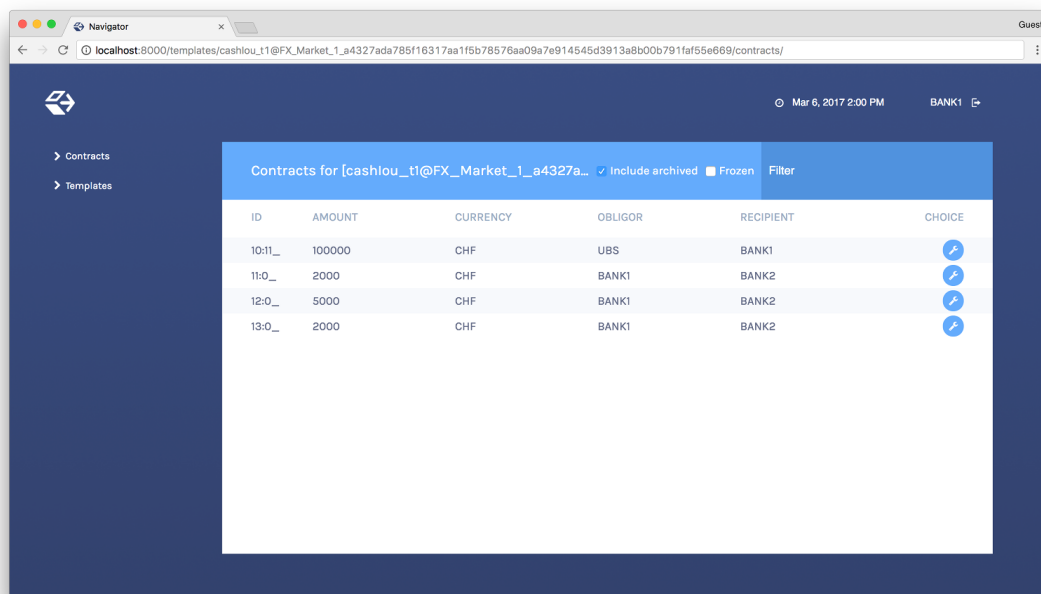 Navigator
Guest
localhost:8000/templates/cashlou_t1@FX_Market_1_a4327ada785f16317aa1f5b78576aa09a7e914545d3913a8b00b791faf55e669/contracts/
Mar 6, 2017 2:00 PM BANK1
Contracts
Templates
Contracts for [cashIou_t1@FX_Market_1_a4327a... Include archived Frozen Filter
ID AMOUNT CURRENCY OBLIGOR RECIPIENT CHOICE
10:11_ 100000 CHF UBS BANK1
11:0_ 2000 CHF BANK1 BANK2
12:0_ 5000 CHF BANK1 BANK2
13:0_ 2000 CHF BANK1 BANK2